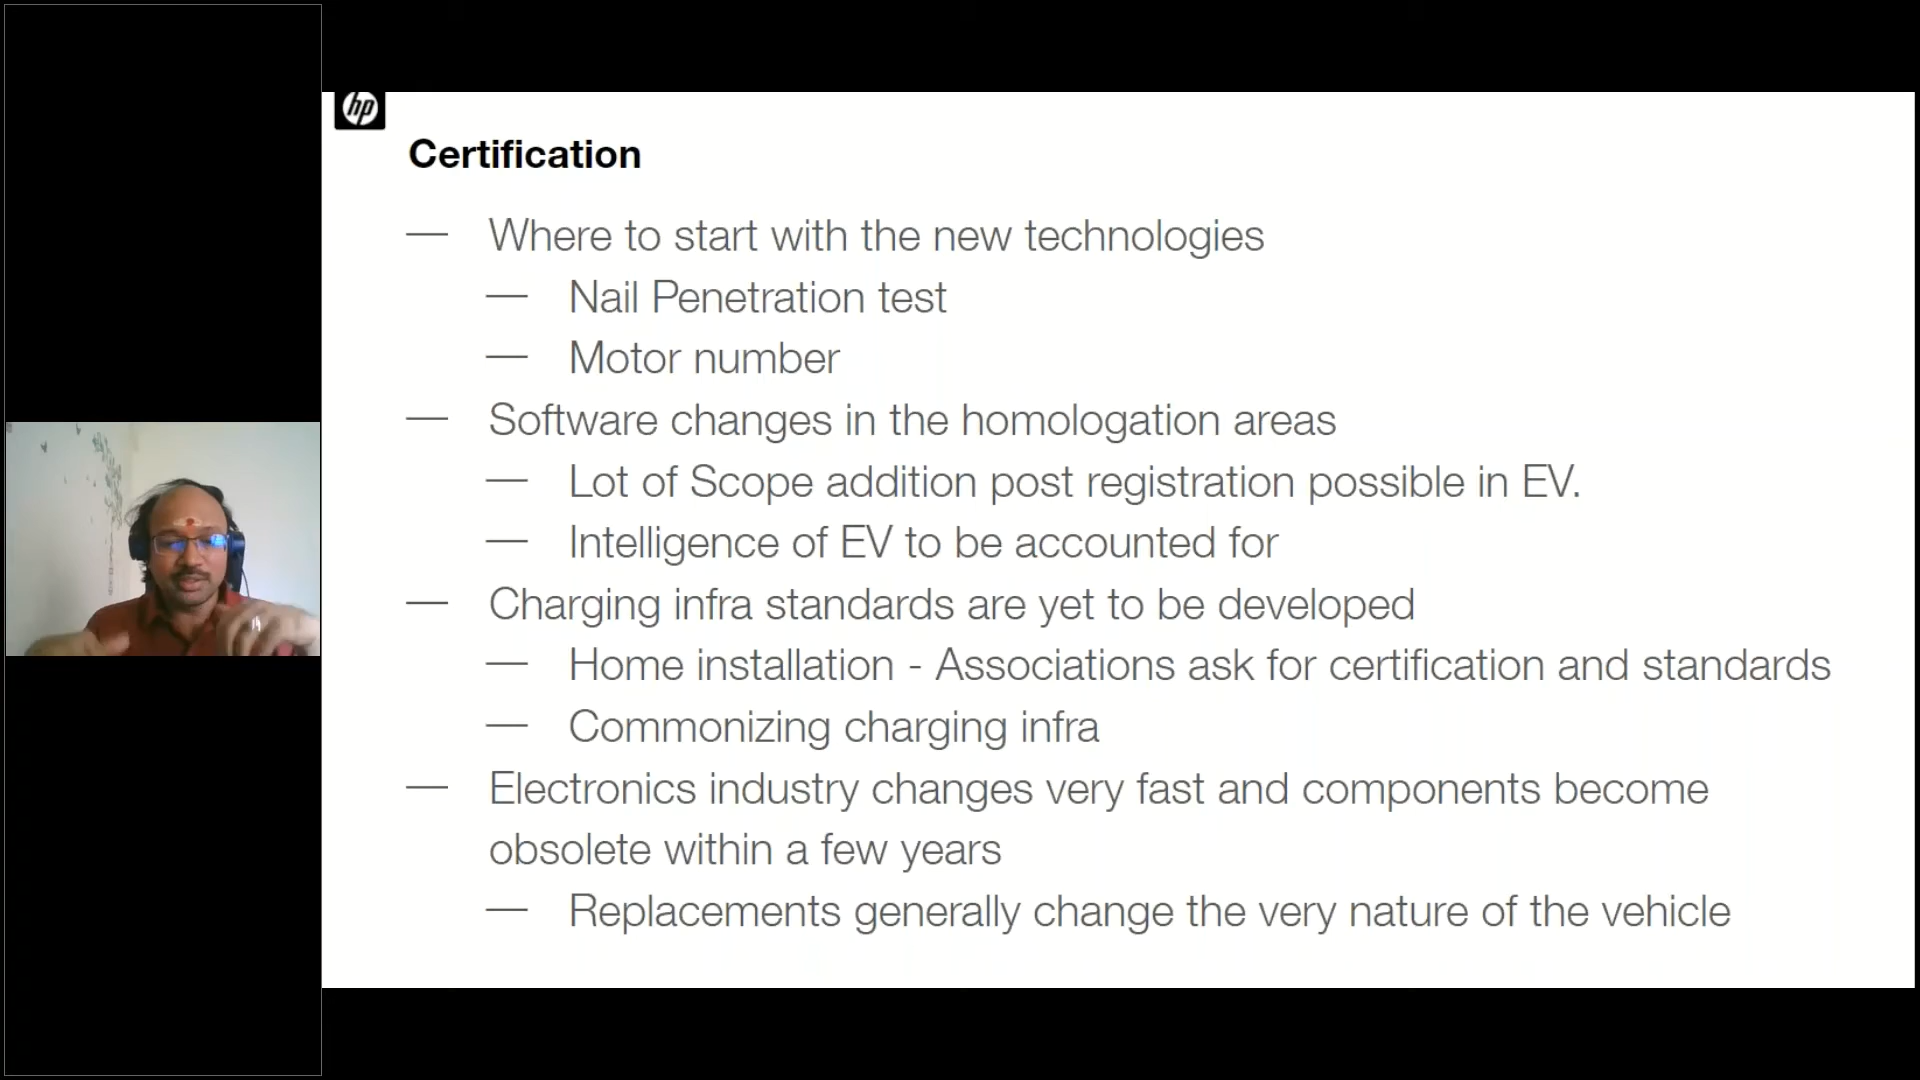 hp
Certification
— Where to start with the new technologies
— Nail Penetration test
— Motor number
— Software changes in the homologation areas
— Lot of Scope addition post registration possible in EV.
— Intelligence of EV to be accounted for
— Charging infra standards are yet to be developed
— Home installation - Associations ask for certification and standards
— Commonizing charging infra
— Electronics industry changes very fast and components become
obsolete within a few years
— Replacements generally change the very nature of the vehicle